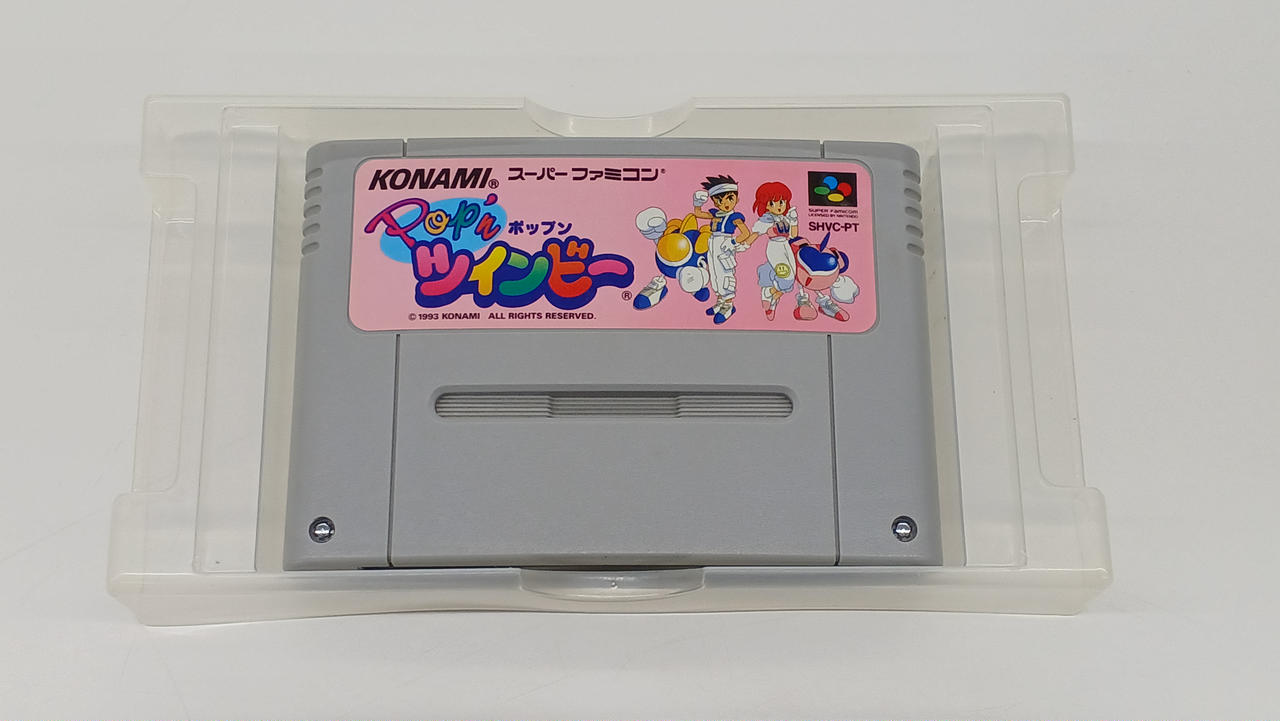 KONAMI® スーパーファミコン®
Pop'n ポップン
ツインビー®
© 1993 KONAMI ALL RIGHTS RESERVED.
SUPER FAMICOM
LICENSED BY NINTENDO
SHVC-PT